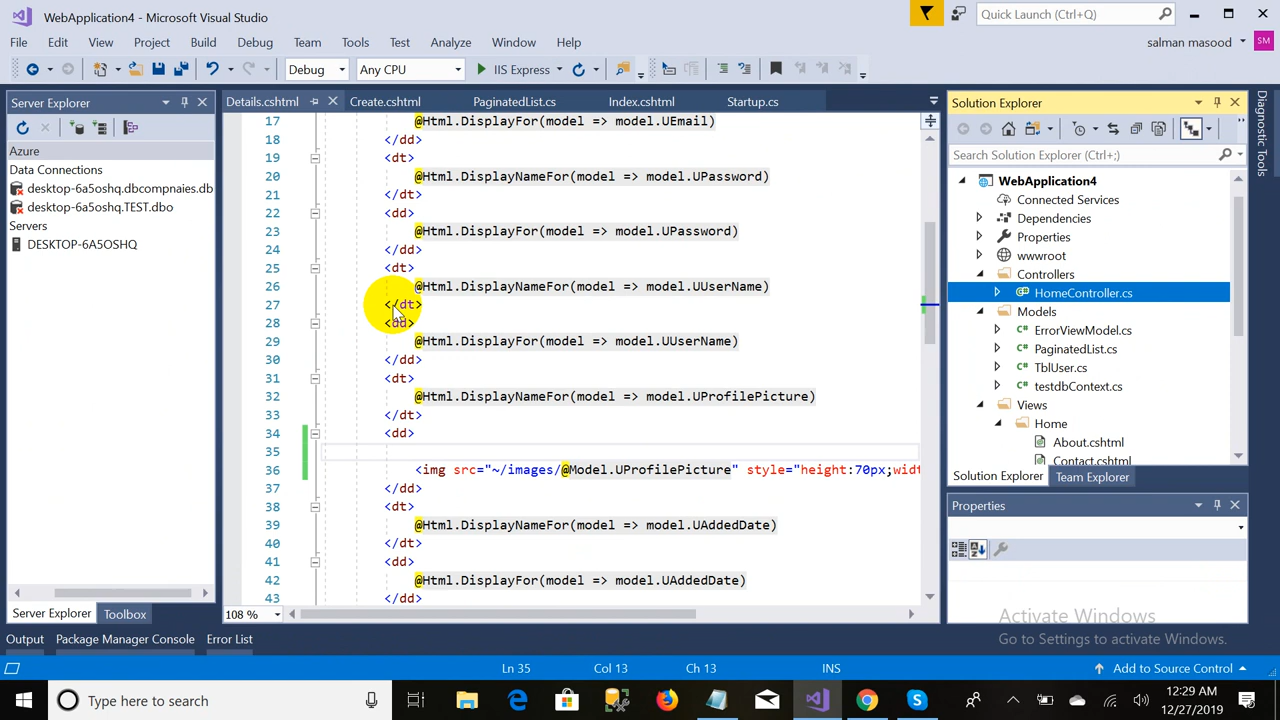 WebApplication4 - Microsoft Visual Studio
Quick Launch (Ctrl+Q)
File Edit View Project Build Debug Team Tools Test Analyze Window Help
salman masood SM
Debug Any CPU IIS Express
Server Explorer
Azure
Data Connections
desktop-6a5oshq.dbcompnaies.db
desktop-6a5oshq.TEST.dbo
Servers
DESKTOP-6A5OSHQ
Server Explorer Toolbox
Details.cshtml Create.cshtml PaginatedList.cs Index.cshtml Startup.cs
17 @Html.DisplayFor(model => model.UEmail)
18 </dd>
19 <dt>
20 @Html.DisplayNameFor(model => model.UPassword)
21 </dt>
22 <dd>
23 @Html.DisplayFor(model => model.UPassword)
24 </dd>
25 <dt>
26 @Html.DisplayNameFor(model => model.UUserName)
27 </dt>
28 <dd>
29 @Html.DisplayFor(model => model.UUserName)
30 </dd>
31 <dt>
32 @Html.DisplayNameFor(model => model.UProfilePicture)
33 </dt>
34 <dd>
35
36 <img src="~/images/@Model.UProfilePicture" style="height:70px;widt
37 </dd>
38 <dt>
39 @Html.DisplayNameFor(model => model.UAddedDate)
40 </dt>
41 <dd>
42 @Html.DisplayFor(model => model.UAddedDate)
43 </dd>
108 %
Solution Explorer
Search Solution Explorer (Ctrl+;)
WebApplication4
Connected Services
Dependencies
Properties
wwwroot
Controllers
HomeController.cs
Models
ErrorViewModel.cs
PaginatedList.cs
TblUser.cs
testdbContext.cs
Views
Home
About.cshtml
Contact.cshtml
Solution Explorer Team Explorer
Properties
Diagnostic Tools
Activate Windows
Go to Settings to activate Windows.
Output Package Manager Console Error List
Ln 35 Col 13 Ch 13 INS Add to Source Control
Type here to search
12:29 AM
12/27/2019